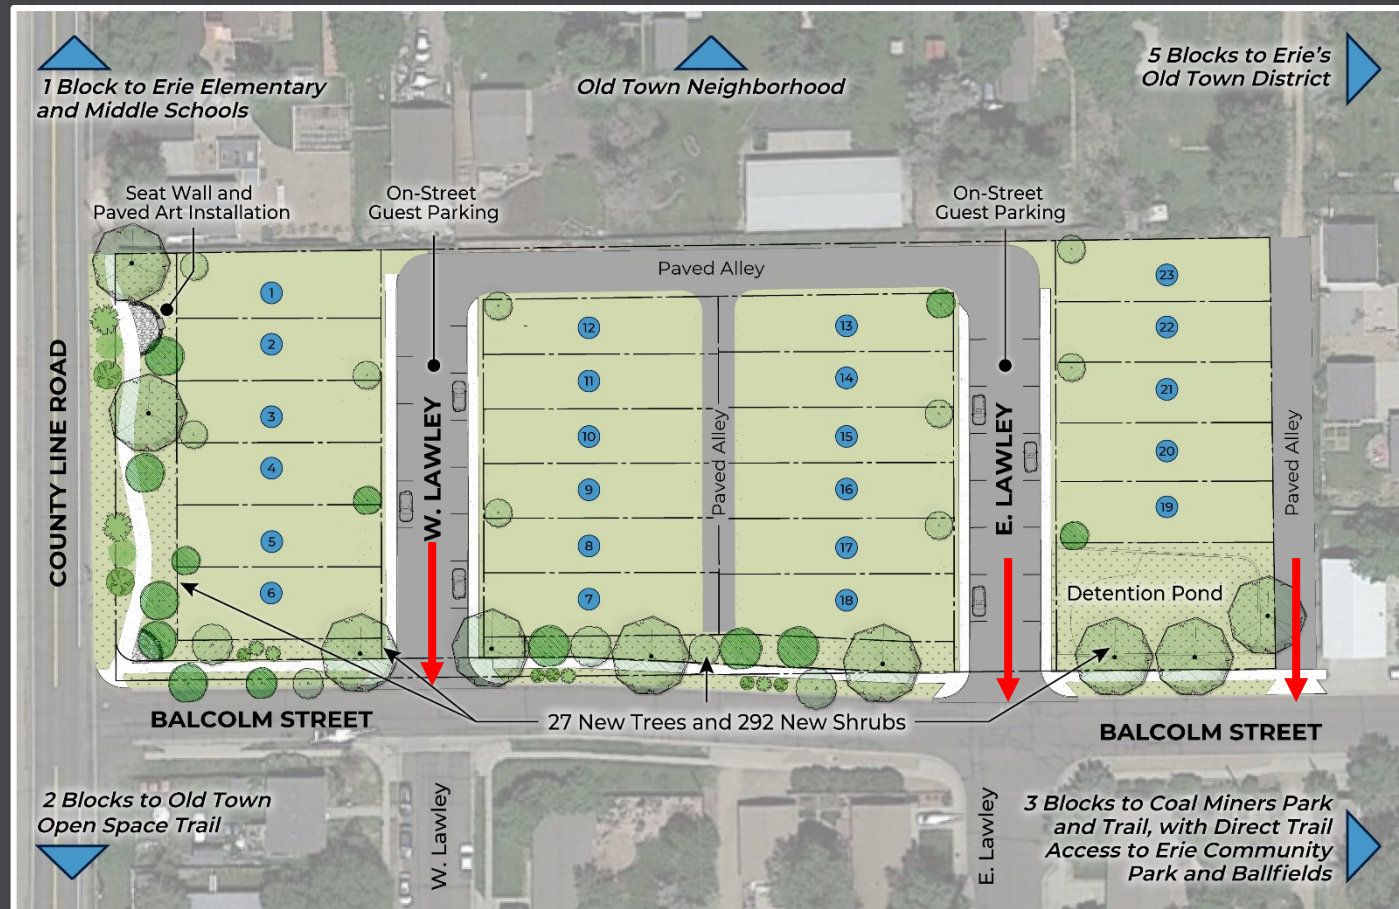 1 Block to Erie Elementary
and Middle Schools
Old Town Neighborhood
5 Blocks to Erie's
Old Town District
Seat Wall and
Paved Art Installation
On-Street
Guest Parking
On-Street
Guest Parking
Paved Alley
COUNTY LINE ROAD
1
2
3
4
5
6
W. LAWLEY
12
11
10
9
8
7
Paved Alley
13
14
15
16
17
18
E. LAWLEY
23
22
21
20
19
Paved Alley
Detention Pond
BALCOLM STREET
27 New Trees and 292 New Shrubs
BALCOLM STREET
2 Blocks to Old Town
Open Space Trail
W. Lawley
E. Lawley
3 Blocks to Coal Miners Park
and Trail, with Direct Trail
Access to Erie Community
Park and Ballfields